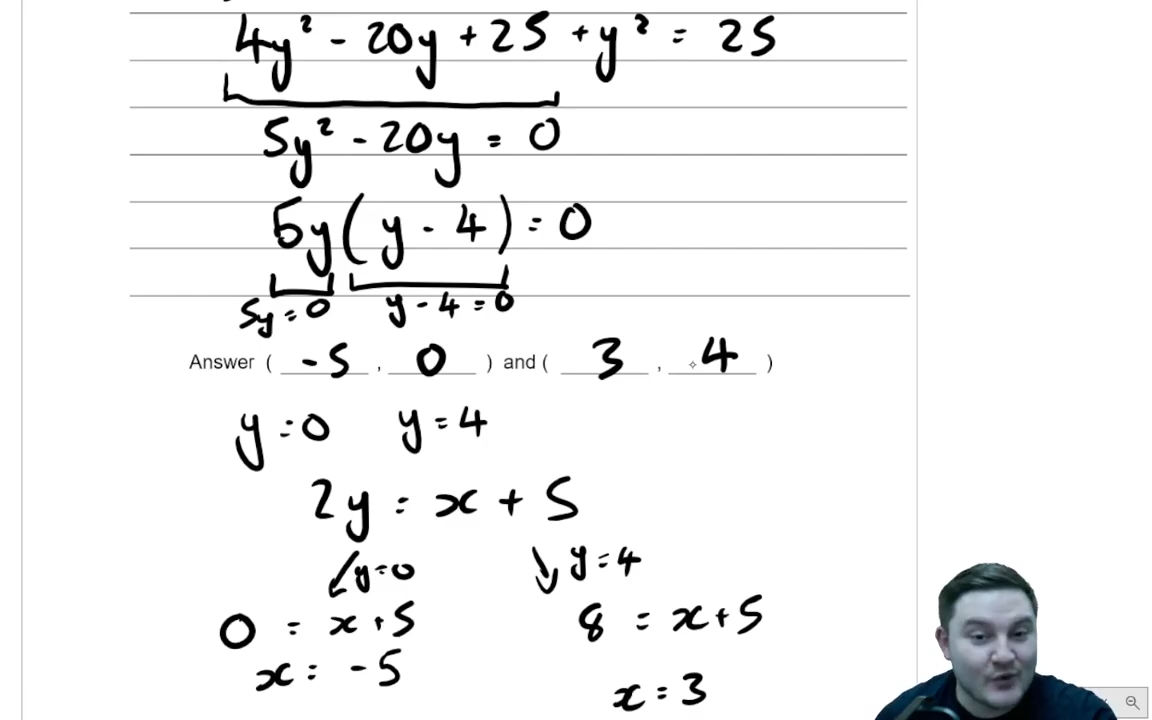 4y² - 20y + 25 + y² = 25
5y² - 20y = 0
5y(y - 4) = 0
5y = 0 y - 4 = 0
Answer ( -5 , 0 ) and ( 3 , 4 )
y = 0 y = 4
2y = x + 5
y = 0 y = 4
0 = x + 5 8 = x + 5
x = -5 x = 3